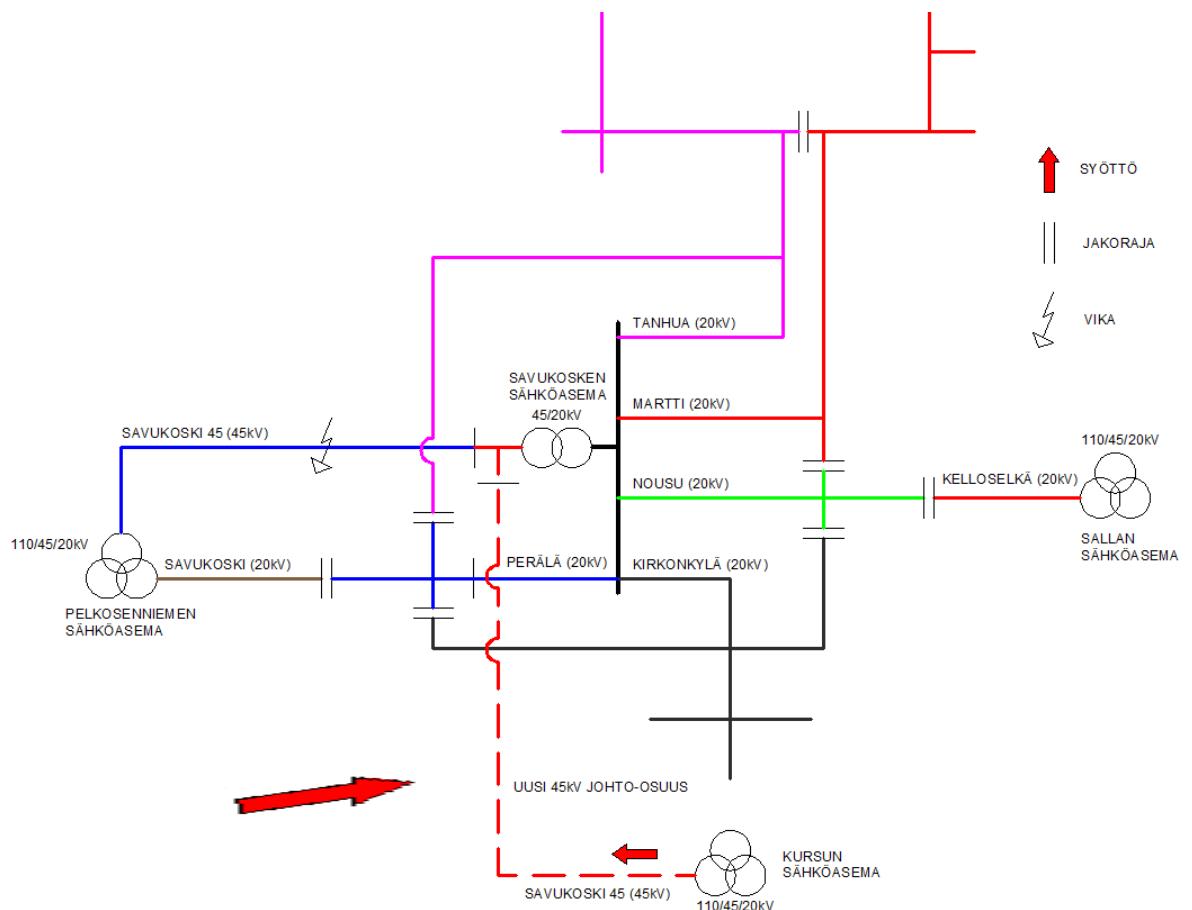 SYÖTTÖ
JAKORAJA
VIKA
TANHUA (20kV)
SAVUKOSKEN
SÄHKÖASEMA
45/20kV
MARTTI (20kV)
SAVUKOSKI 45 (45kV)
110/45/20kV
NOUSU (20kV)
KELLOSELKÄ (20kV)
SALLAN
SÄHKÖASEMA
110/45/20kV
SAVUKOSKI (20kV)
PERÄLÄ (20kV)
KIRKONKYLÄ (20kV)
PELKOSENNIEMEN
SÄHKÖASEMA
UUSI 45kV JOHTO-OSUUS
KURSUN
SÄHKÖASEMA
SAVUKOSKI 45 (45kV)
110/45/20kV